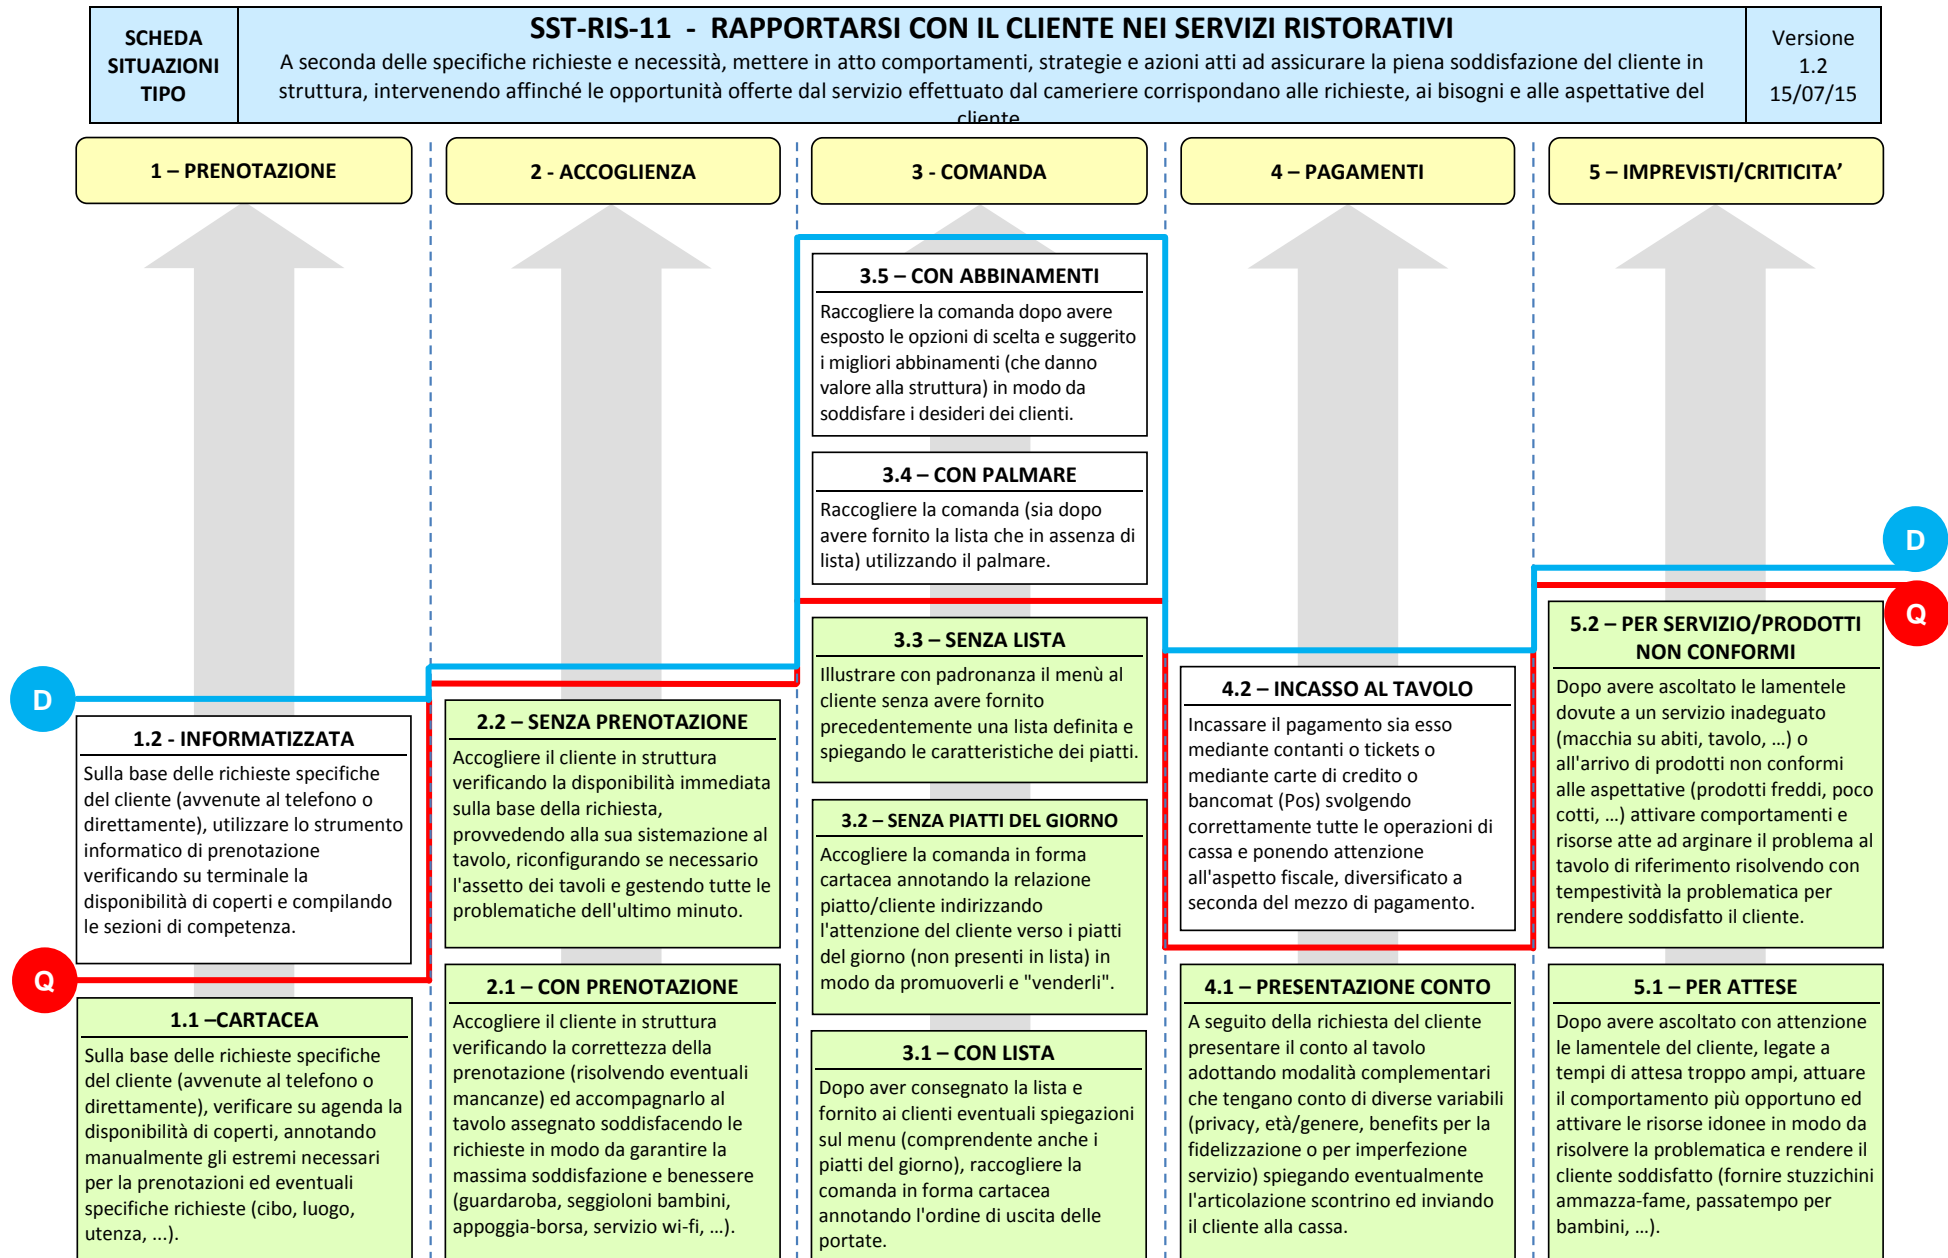 SCHEDA
SITUAZIONI
TIPO
SST-RIS-11 - RAPPORTARSI CON IL CLIENTE NEI SERVIZI RISTORATIVI
A seconda delle specifiche richieste e necessità, mettere in atto comportamenti, strategie e azioni atti ad assicurare la piena soddisfazione del cliente in
struttura, intervenendo affinché le opportunità offerte dal servizio effettuato dal cameriere corrispondano alle richieste, ai bisogni e alle aspettative del
cliente
Versione
1.2
15/07/15
1 – PRENOTAZIONE
2 - ACCOGLIENZA
3 - COMANDA
4 – PAGAMENTI
5 – IMPREVISTI/CRITICITA’
D
1.2 - INFORMATIZZATA
Sulla base delle richieste specifiche
del cliente (avvenute al telefono o
direttamente), utilizzare lo strumento
informatico di prenotazione
verificando su terminale la
disponibilità di coperti e compilando
le sezioni di competenza.
Q
1.1 –CARTACEA
Sulla base delle richieste specifiche
del cliente (avvenute al telefono o
direttamente), verificare su agenda la
disponibilità di coperti, annotando
manualmente gli estremi necessari
per la prenotazioni ed eventuali
specifiche richieste (cibo, luogo,
utenza, ...).
2.2 – SENZA PRENOTAZIONE
Accogliere il cliente in struttura
verificando la disponibilità immediata
sulla base della richiesta,
provvedendo alla sua sistemazione al
tavolo, riconfigurando se necessario
l'assetto dei tavoli e gestendo tutte le
problematiche dell'ultimo minuto.
2.1 – CON PRENOTAZIONE
Accogliere il cliente in struttura
verificando la correttezza della
prenotazione (risolvendo eventuali
mancanze) ed accompagnarlo al
tavolo assegnato soddisfacendo le
richieste in modo da garantire la
massima soddisfazione e benessere
(guardaroba, seggioloni bambini,
appoggia-borsa, servizio wi-fi, …).
3.5 – CON ABBINAMENTI
Raccogliere la comanda dopo avere
esposto le opzioni di scelta e suggerito
i migliori abbinamenti (che danno
valore alla struttura) in modo da
soddisfare i desideri dei clienti.
3.4 – CON PALMARE
Raccogliere la comanda (sia dopo
avere fornito la lista che in assenza di
lista) utilizzando il palmare.
3.3 – SENZA LISTA
Illustrare con padronanza il menù al
cliente senza avere fornito
precedentemente una lista definita e
spiegando le caratteristiche dei piatti.
3.2 – SENZA PIATTI DEL GIORNO
Accogliere la comanda in forma
cartacea annotando la relazione
piatto/cliente indirizzando
l'attenzione del cliente verso i piatti
del giorno (non presenti in lista) in
modo da promuoverli e "venderli".
3.1 – CON LISTA
Dopo aver consegnato la lista e
fornito ai clienti eventuali spiegazioni
sul menu (comprendente anche i
piatti del giorno), raccogliere la
comanda in forma cartacea
annotando l'ordine di uscita delle
portate.
4.2 – INCASSO AL TAVOLO
Incassare il pagamento sia esso
mediante contanti o tickets o
mediante carte di credito o
bancomat (Pos) svolgendo
correttamente tutte le operazioni di
cassa e ponendo attenzione
all'aspetto fiscale, diversificato a
seconda del mezzo di pagamento.
4.1 – PRESENTAZIONE CONTO
A seguito della richiesta del cliente
presentare il conto al tavolo
adottando modalità complementari
che tengano conto di diverse variabili
(privacy, età/genere, benefits per la
fidelizzazione o per imperfezione
servizio) spiegando eventualmente
l'articolazione scontrino ed inviando
il cliente alla cassa.
D
Q
5.2 – PER SERVIZIO/PRODOTTI
NON CONFORMI
Dopo avere ascoltato le lamentele
dovute a un servizio inadeguato
(macchia su abiti, tavolo, …) o
all'arrivo di prodotti non conformi
alle aspettative (prodotti freddi, poco
cotti, …) attivare comportamenti e
risorse atte ad arginare il problema al
tavolo di riferimento risolvendo con
tempestività la problematica per
rendere soddisfatto il cliente.
5.1 – PER ATTESE
Dopo avere ascoltato con attenzione
le lamentele del cliente, legate a
tempi di attesa troppo ampi, attuare
il comportamento più opportuno ed
attivare le risorse idonee in modo da
risolvere la problematica e rendere il
cliente soddisfatto (fornire stuzzichini
ammazza-fame, passatempo per
bambini, …).